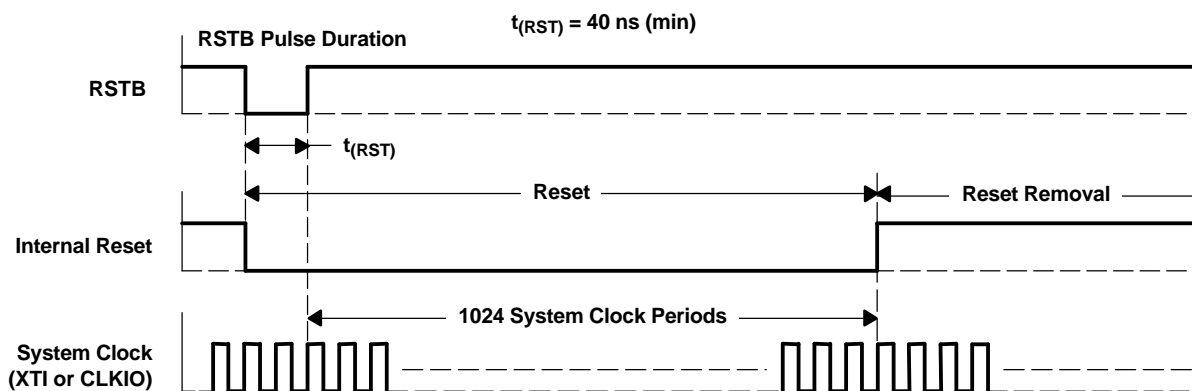 t(RST) = 40 ns (min)
RSTB Pulse Duration
RSTB
t(RST)
Reset
Reset Removal
Internal Reset
1024 System Clock Periods
System Clock
(XTI or CLKIO)